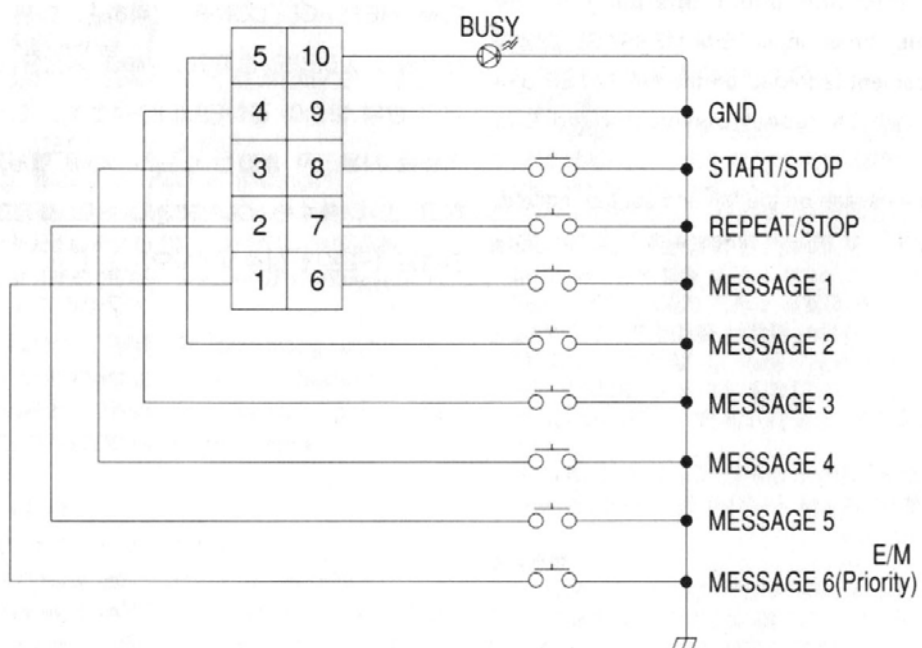 BUSY
5 10
4 9
3 8
2 7
1 6
GND
START/STOP
REPEAT/STOP
MESSAGE 1
MESSAGE 2
MESSAGE 3
MESSAGE 4
MESSAGE 5
E/M
MESSAGE 6(Priority)